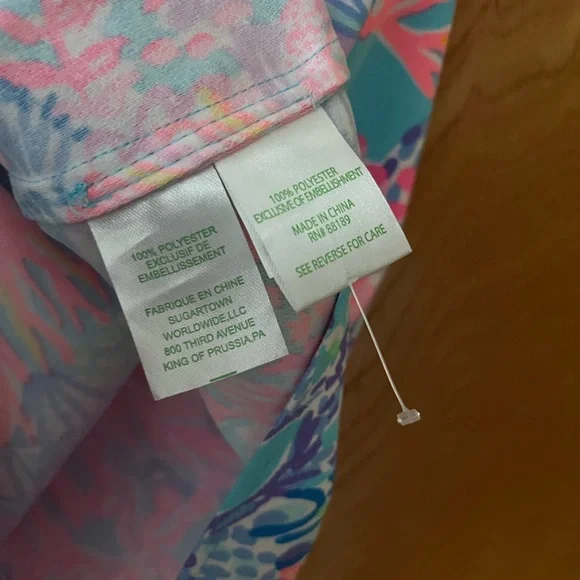 100% POLYESTER
EXCLUSIF DE
EMBELLISSEMENT
FABRIQUE EN CHINE
SUGARTOWN
WORLDWIDE,LLC
800 THIRD AVENUE
KING OF PRUSSIA,PA
100% POLYESTER
EXCLUSIVE OF EMBELLISHMENT
MADE IN CHINA
RN# 88189
SEE REVERSE FOR CARE